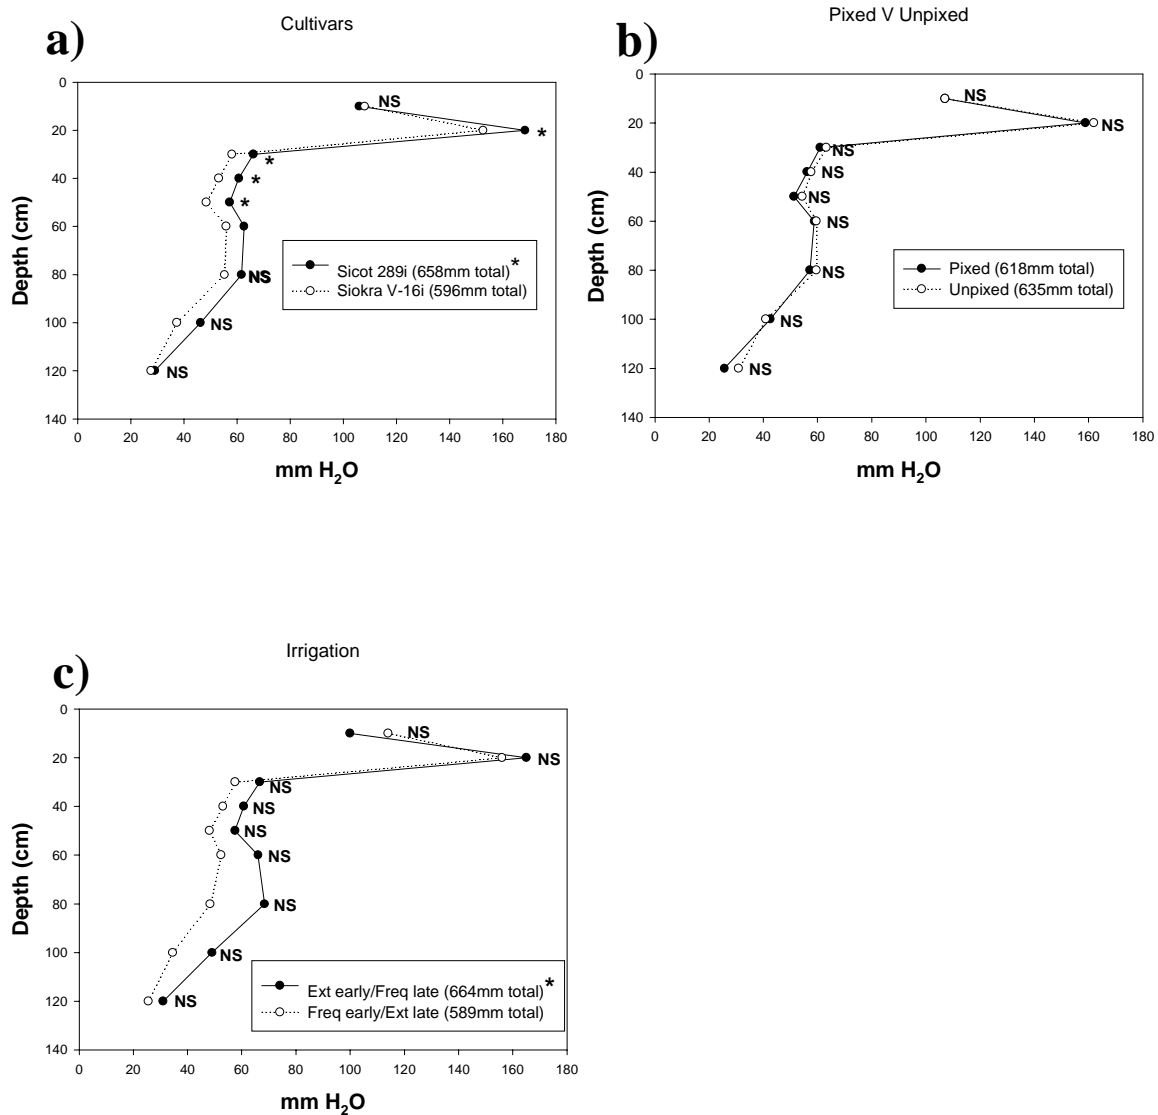 a)
Cultivars
0
20
40
60
80
100
120
140
Depth (cm)
NS
*
*
*
*
NS
NS
NS
NS
Sicot 289i (658mm total)*
Siokra V-16i (596mm total)
0 20 40 60 80 100 120 140 160 180
mm H₂O
b)
Pixed V Unpixed
0
20
40
60
80
100
120
140
Depth (cm)
NS
NS
NS
NS
NS
NS
NS
NS
NS
Pixed (618mm total)
Unpixed (635mm total)
0 20 40 60 80 100 120 140 160 180
mm H₂O
c)
Irrigation
0
20
40
60
80
100
120
140
Depth (cm)
NS
NS
NS
NS
NS
NS
NS
NS
NS
Ext early/Freq late (664mm total)*
Freq early/Ext late (589mm total)
0 20 40 60 80 100 120 140 160 180
mm H₂O